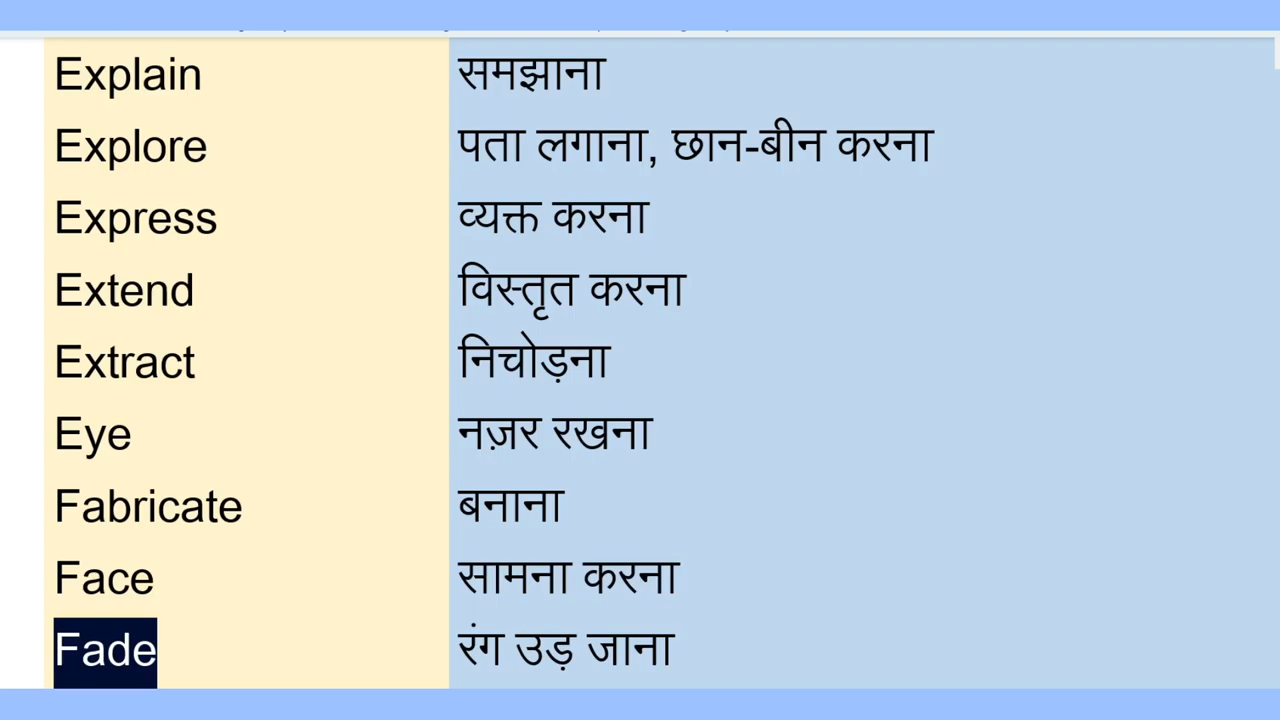 Explain समझाना
Explore पता लगाना, छान-बीन करना
Express व्यक्त करना
Extend विस्तृत करना
Extract निचोड़ना
Eye नज़र रखना
Fabricate बनाना
Face सामना करना
Fade रंग उड़ जाना